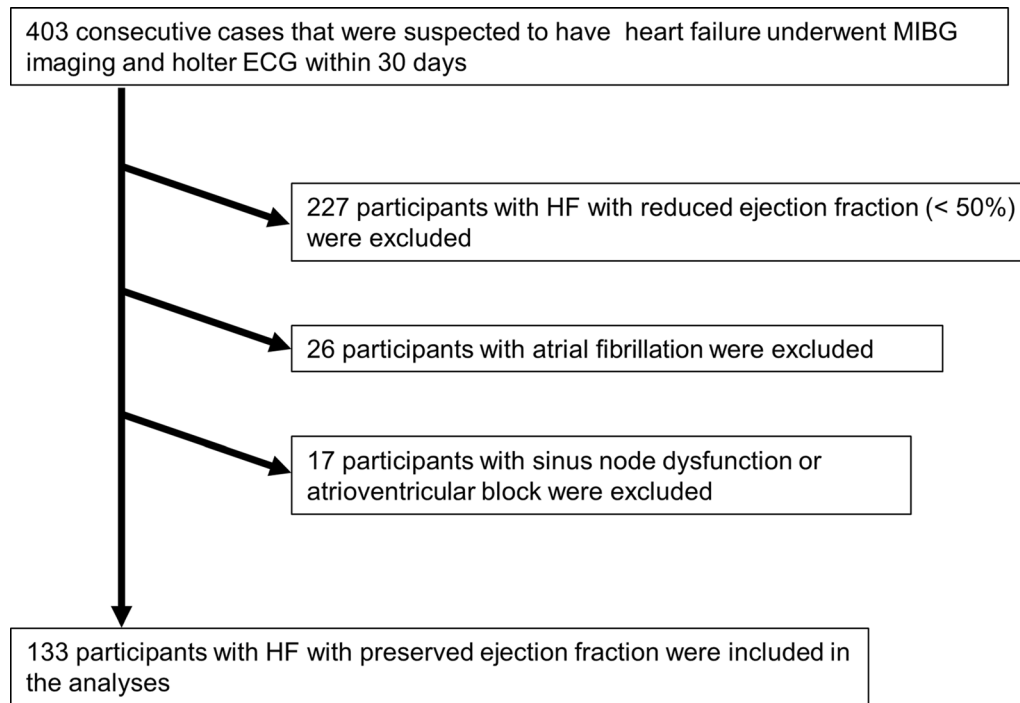 403 consecutive cases that were suspected to have  heart failure underwent MIBG
imaging and holter ECG within 30 days
227 participants with HF with reduced ejection fraction (< 50%)
were excluded
26 participants with atrial fibrillation were excluded
17 participants with sinus node dysfunction or
atrioventricular block were excluded
133 participants with HF with preserved ejection fraction were included in
the analyses